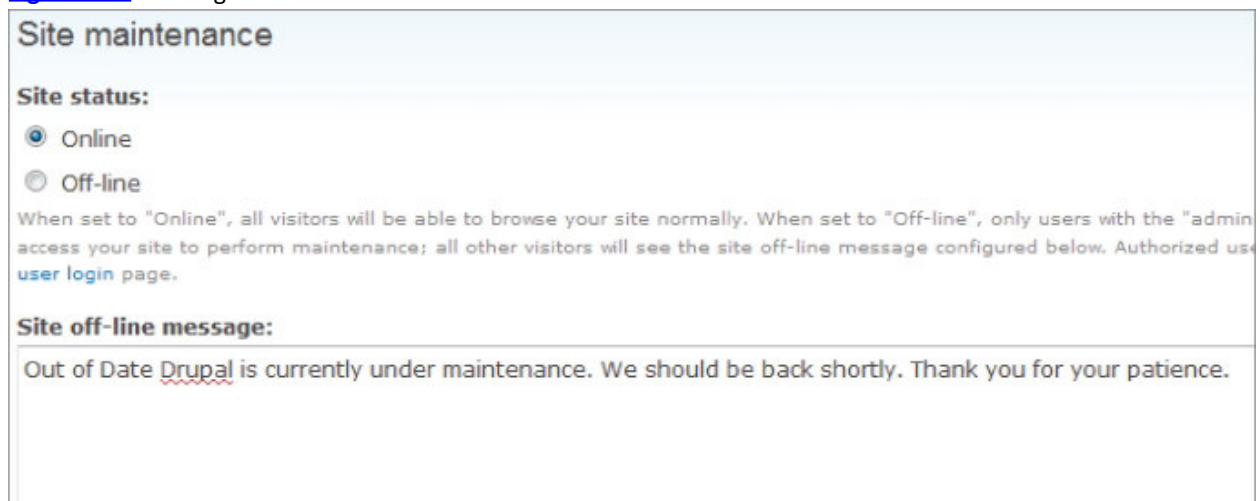 Site maintenance
Site status:
Online
Off-line
When set to "Online", all visitors will be able to browse your site normally. When set to "Off-line", only users with the "admin
access your site to perform maintenance; all other visitors will see the site off-line message configured below. Authorized use
user login page.
Site off-line message:
Out of Date Drupal is currently under maintenance. We should be back shortly. Thank you for your patience.